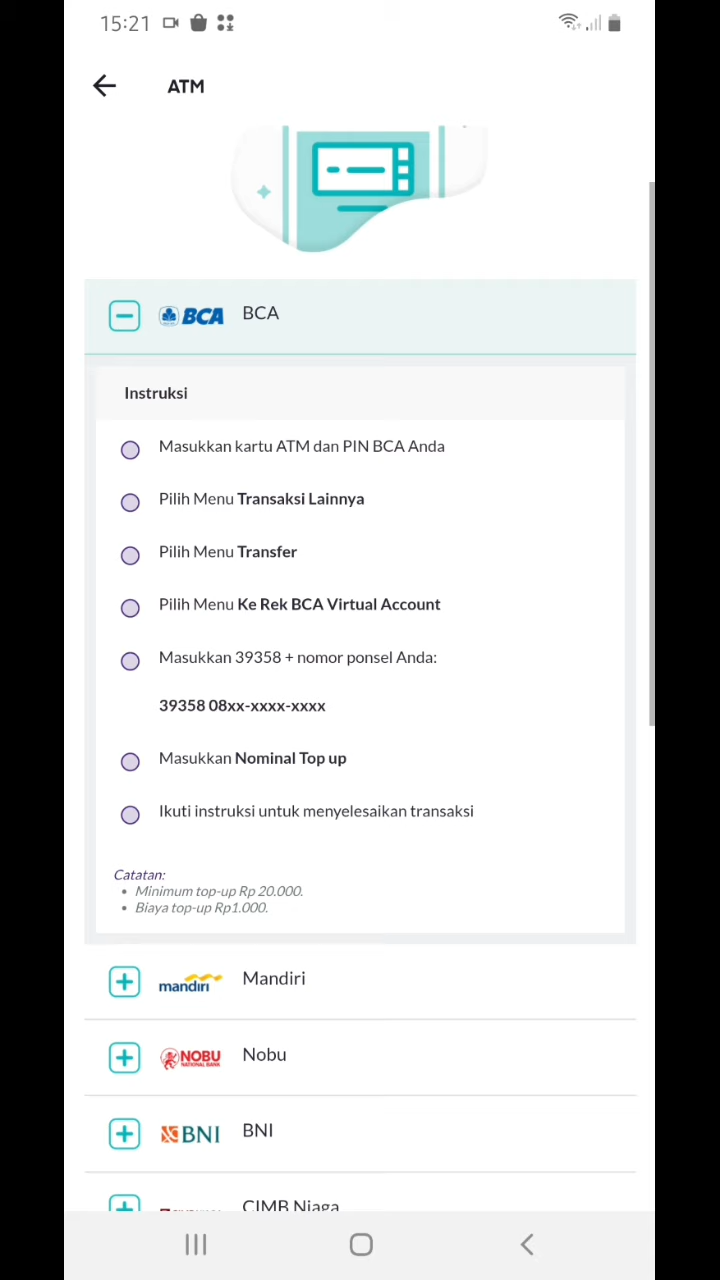 15:21
ATM
BCA BCA
Instruksi
Masukkan kartu ATM dan PIN BCA Anda
Pilih Menu Transaksi Lainnya
Pilih Menu Transfer
Pilih Menu Ke Rek BCA Virtual Account
Masukkan 39358 + nomor ponsel Anda:
39358 08xx-xxxx-xxxx
Masukkan Nominal Top up
Ikuti instruksi untuk menyelesaikan transaksi
Catatan:
• Minimum top-up Rp 20.000.
• Biaya top-up Rp1.000.
mandiri Mandiri
NOBU NATIONAL BANK Nobu
BNI BNI
CIMB Niaga